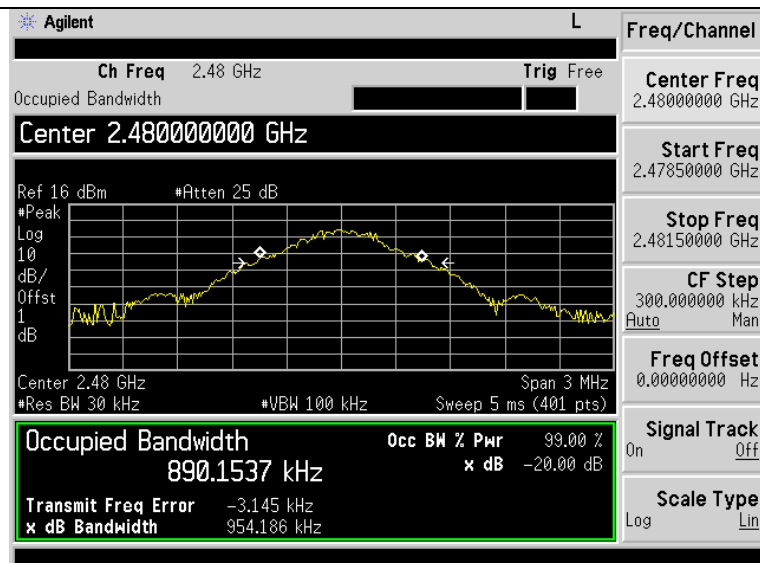 Agilent L
Ch Freq 2.48 GHz Trig Free
Occupied Bandwidth
Center 2.480000000 GHz
Ref 16 dBm #Atten 25 dB
#Peak
Log
10
dB/
Offst
1
dB
Center 2.48 GHz Span 3 MHz
#Res BW 30 kHz #VBW 100 kHz Sweep 5 ms (401 pts)
Occupied Bandwidth Occ BW % Pwr 99.00 %
890.1537 kHz x dB -20.00 dB
Transmit Freq Error -3.145 kHz
x dB Bandwidth 954.186 kHz
Freq/Channel
Center Freq
2.48000000 GHz
Start Freq
2.47850000 GHz
Stop Freq
2.48150000 GHz
CF Step
300.000000 kHz
Auto Man
Freq Offset
0.00000000 Hz
Signal Track
On Off
Scale Type
Log Lin